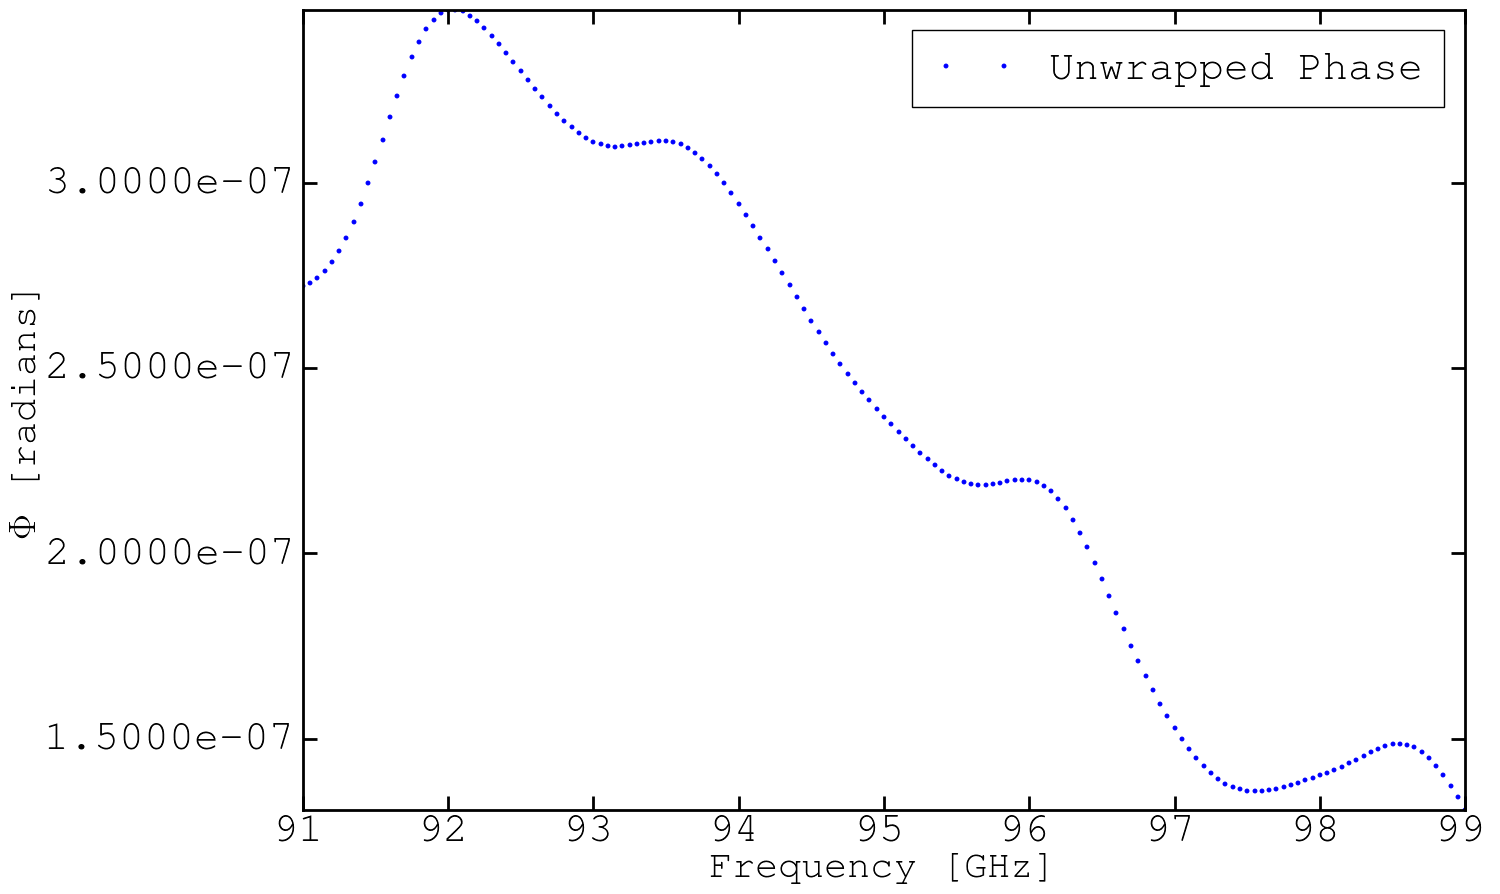 Unwrapped Phase
3.0000e−07
2.5000e−07
2.0000e−07
1.5000e−07
Φ [radians]
91 92 93 94 95 96 97 98 99
Frequency [GHz]